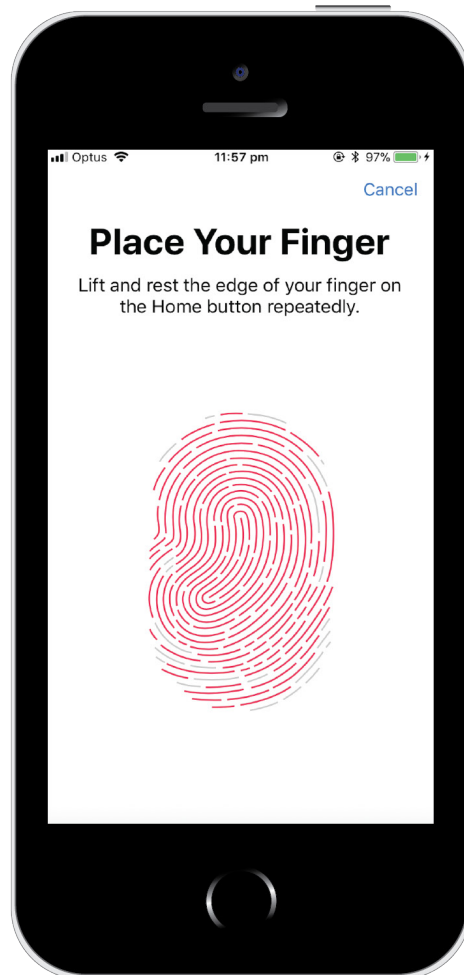 Optus 11:57 pm 97%
Cancel
Place Your Finger
Lift and rest the edge of your finger on
the Home button repeatedly.